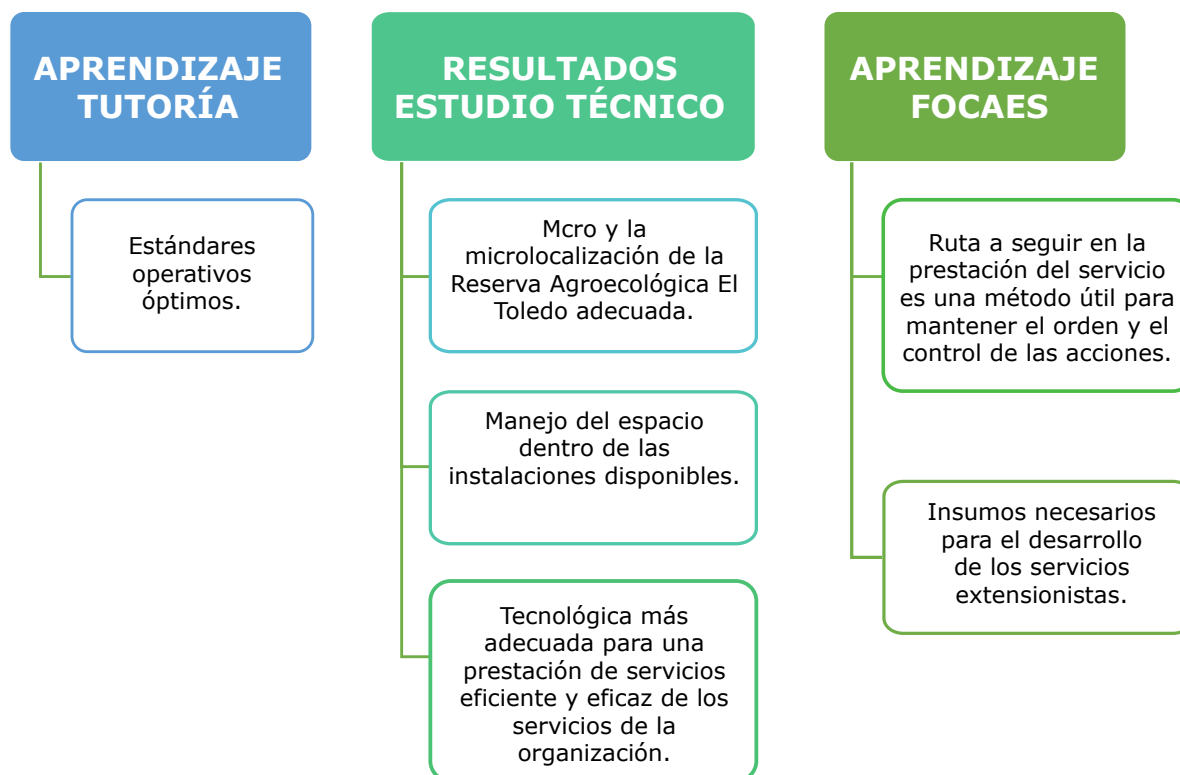 APRENDIZAJE
TUTORÍA
Estándares
operativos
óptimos.
RESULTADOS
ESTUDIO TÉCNICO
Mcro y la
microlocalización de la
Reserva Agroecológica El
Toledo adecuada.
Manejo del espacio
dentro de las
instalaciones disponibles.
Tecnológica más
adecuada para una
prestación de servicios
eficiente y eficaz de los
servicios de la
organización.
APRENDIZAJE
FOCAES
Ruta a seguir en la
prestación del servicio
es una método útil para
mantener el orden y el
control de las acciones.
Insumos necesarios
para el desarrollo
de los servicios
extensionistas.